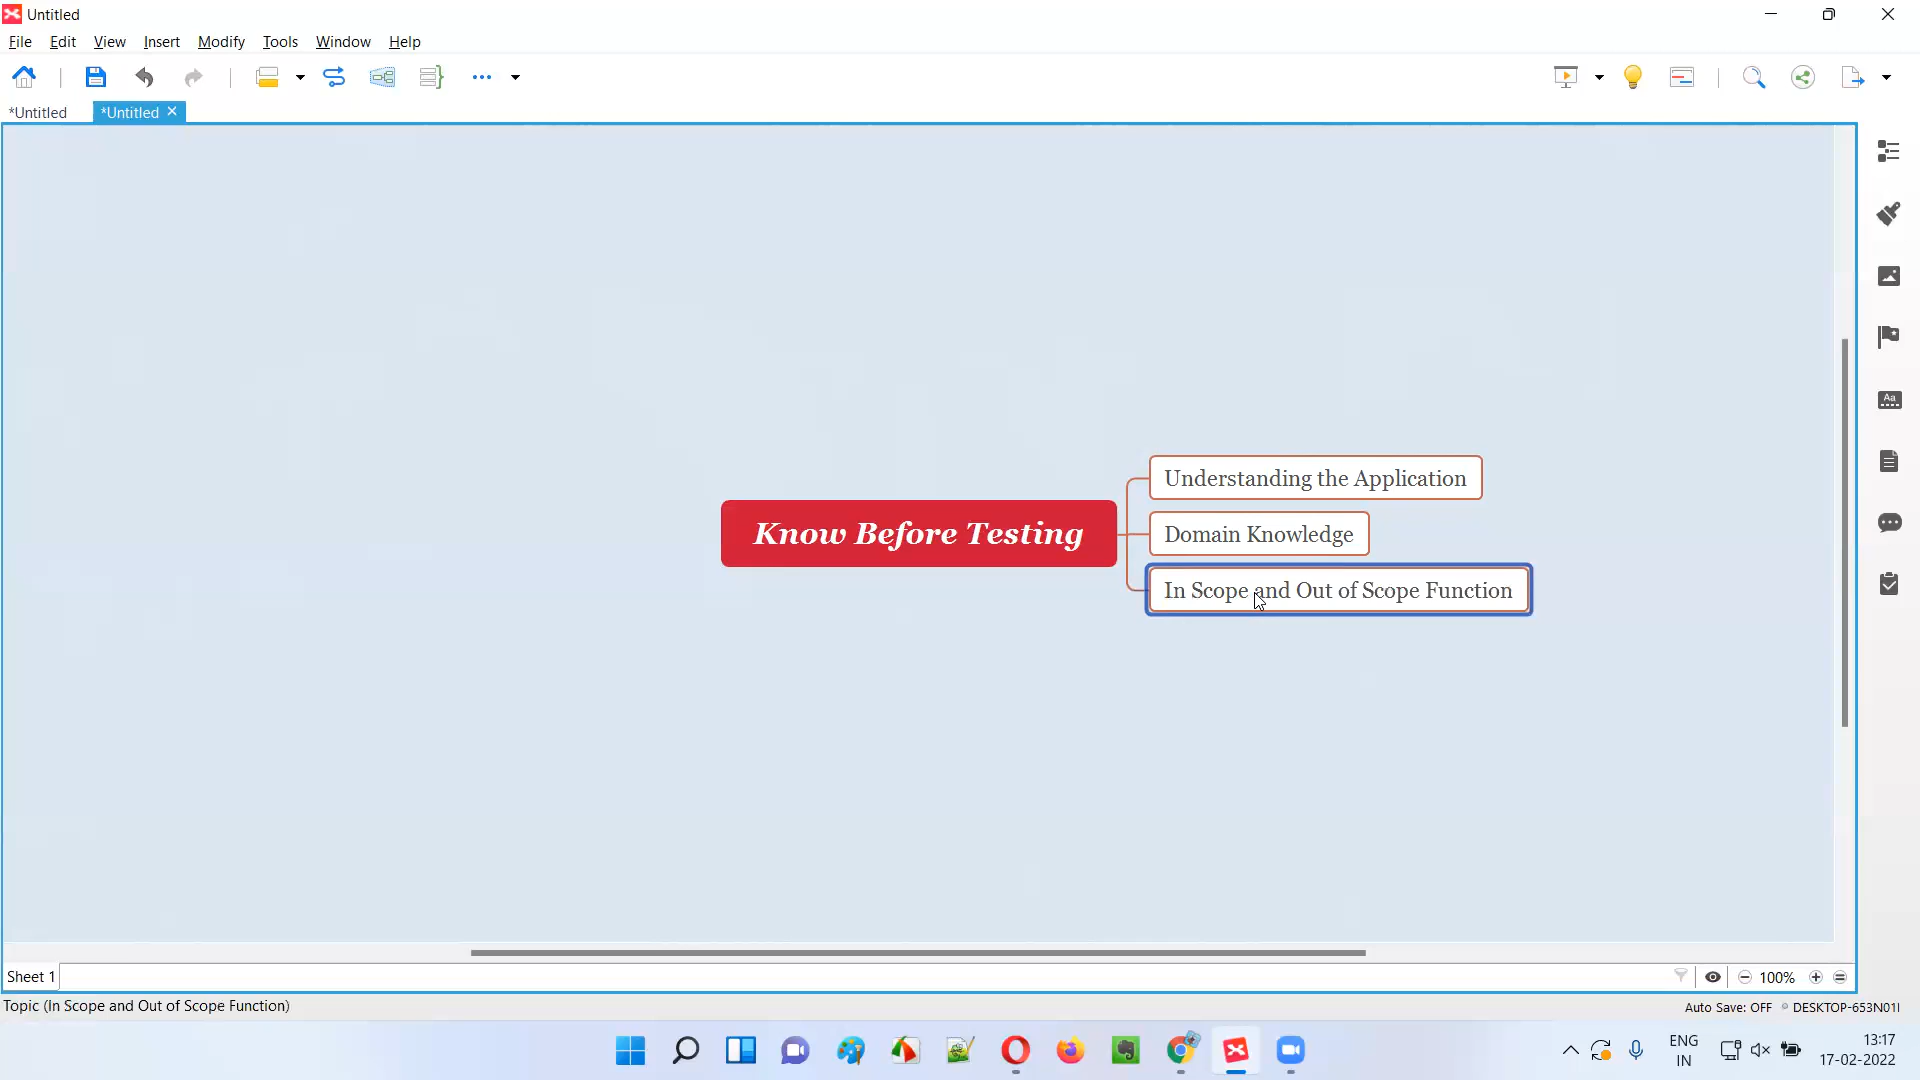 Untitled
File Edit View Insert Modify Tools Window Help
*Untitled *Untitled
Understanding the Application
Know Before Testing
Domain Knowledge
In Scope and Out of Scope Function
Aa
Sheet 1
100%
Topic (In Scope and Out of Scope Function)
Auto Save: OFF DESKTOP-653N01I
ENG
IN
13:17
17-02-2022